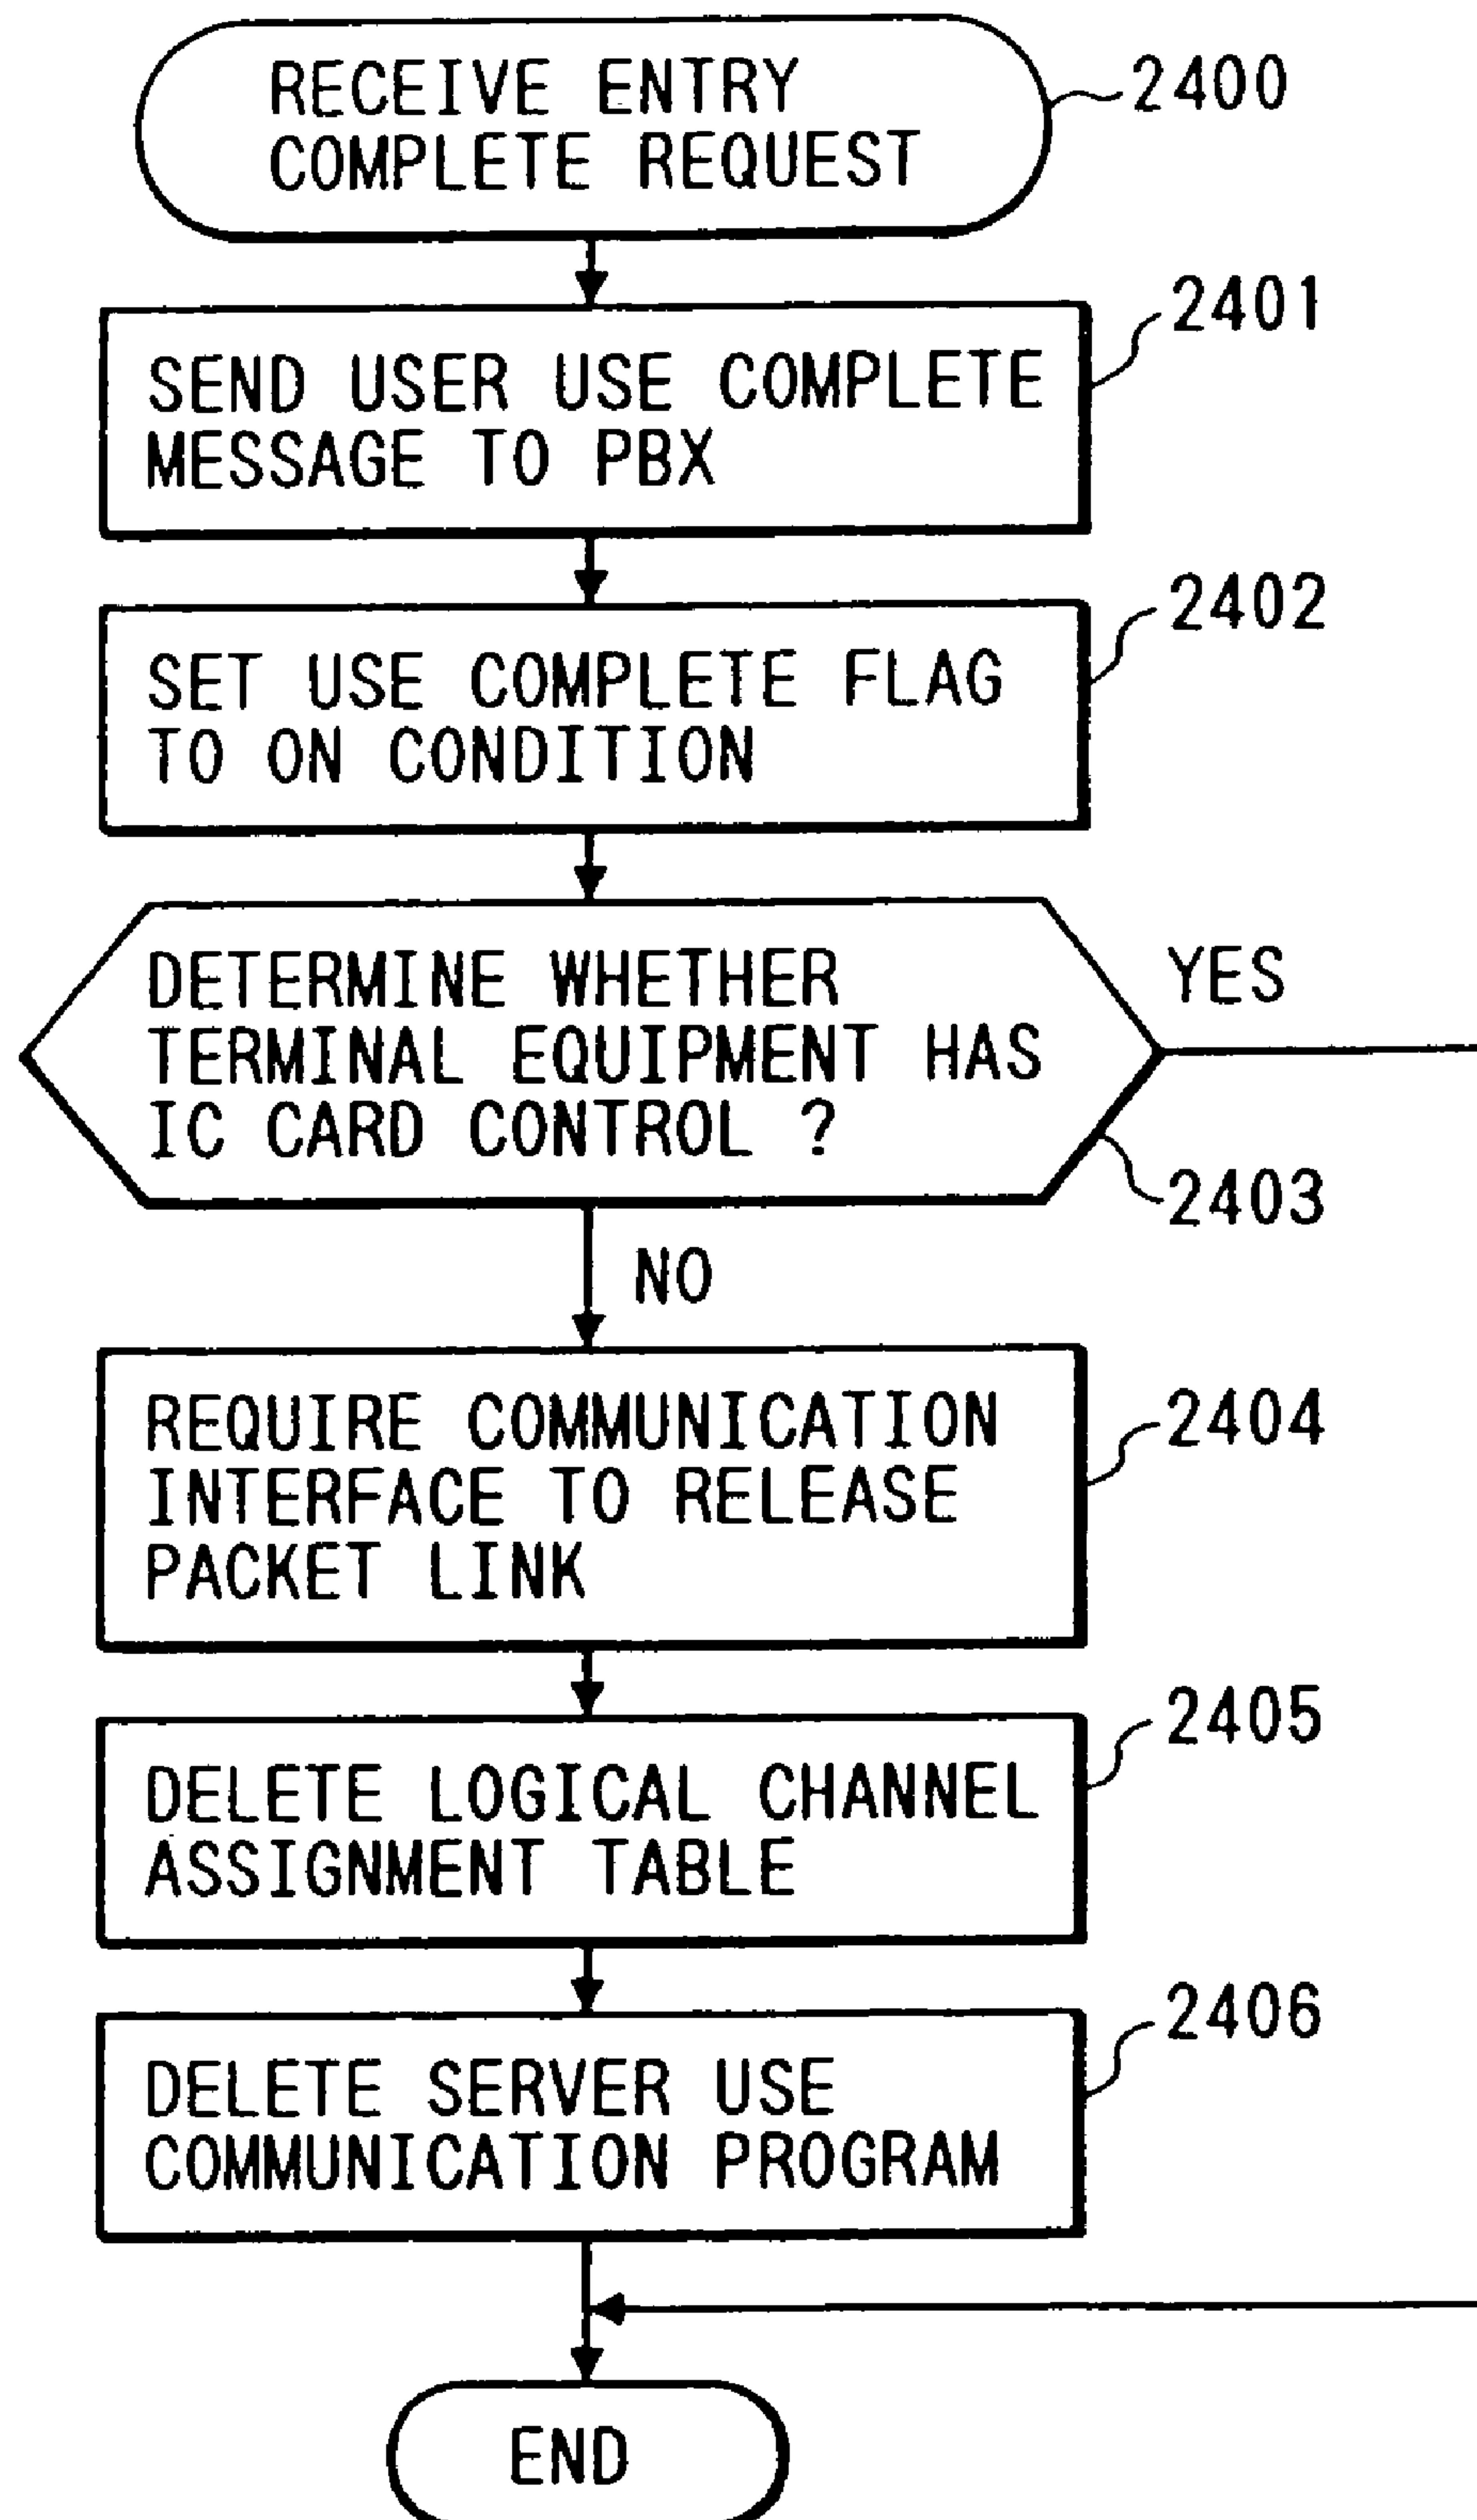 RECEIVE ENTRY
COMPLETE REQUEST
2400
2401
SEND USER USE COMPLETE
MESSAGE TO PBX
2402
SET USE COMPLETE FLAG
TO ON CONDITION
DETERMINE WHETHER
TERMINAL EQUIPMENT HAS
IC CARD CONTROL ?
YES
2403
NO
REQUIRE COMMUNICATION
INTERFACE TO RELEASE
PACKET LINK
2404
2405
DELETE LOGICAL CHANNEL
ASSIGNMENT TABLE
2406
DELETE SERVER USE
COMMUNICATION PROGRAM
END